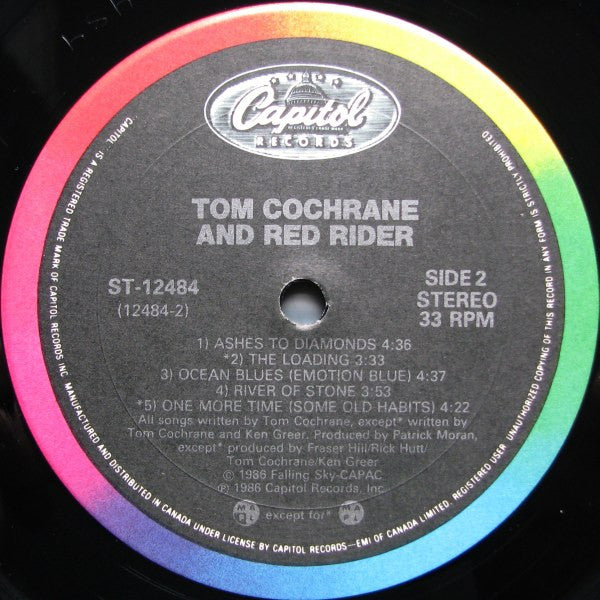 Capitol
REGISTERED TRADE MARK
RECORDS
TOM COCHRANE
AND RED RIDER
ST-12484
(12484-2)
SIDE 2
STEREO
33 RPM
1) ASHES TO DIAMONDS 4:36
*2) THE LOADING 3:33
3) OCEAN BLUES (EMOTION BLUE) 4:37
4) RIVER OF STONE 3:53
*5) ONE MORE TIME (SOME OLD HABITS) 4:22
All songs written by Tom Cochrane, except* written by
Tom Cochrane and Ken Greer. Produced by Patrick Moran,
except* produced by Fraser Hill/Rick Hutt/
Tom Cochrane/Ken Greer
© 1986 Falling Sky-CAPAC
℗ 1986 Capitol Records, Inc.
except for*
CAPITOL IS A REGISTERED TRADE MARK OF CAPITOL RECORDS INC. MANUFACTURED AND DISTRIBUTED IN CANADA UNDER LICENSE BY CAPITOL RECORDS—EMI OF CANADA LIMITED. REGISTERED USER. UNAUTHORIZED COPYING OF THIS RECORD IN ANY FORM IS STRICTLY PROHIBITED